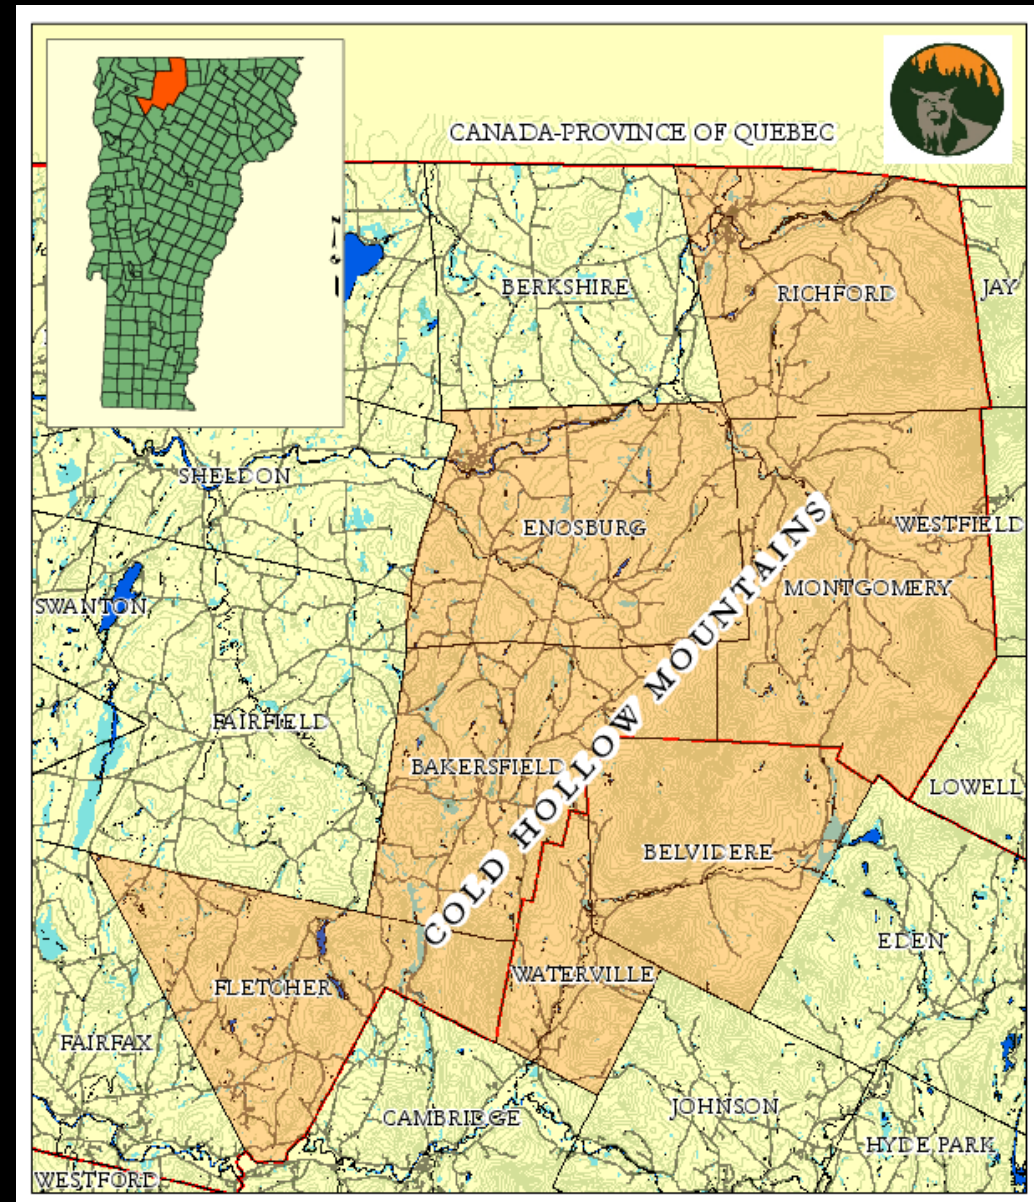 CANADA-PROVINCE OF QUEBEC
N
BERKSHIRE
RICHFORD
JAY
SHELDON
ENOSBURG
WESTFIELD
SWANTON
MONTGOMERY
FAIRFIELD
BAKERSFIELD
COLD HOLLOW MOUNTAINS
LOWELL
BELVIDERE
EDEN
WATERVILLE
FLETCHER
FAIRFAX
CAMBRIDGE
JOHNSON
HYDE PARK
WESTFORD